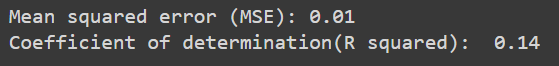 Mean squared error (MSE): 0.01
Coefficient of determination(R squared):  0.14